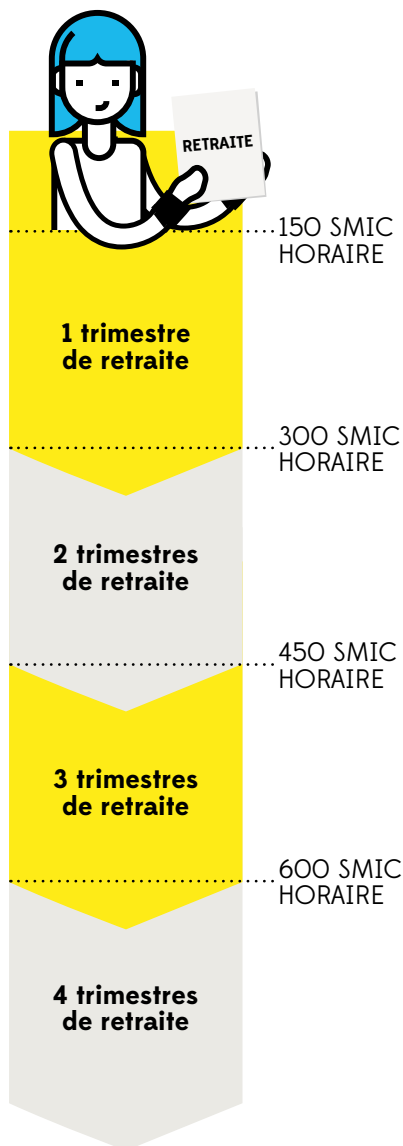 RETRAITE
150 SMIC
HORAIRE
1 trimestre
de retraite
300 SMIC
HORAIRE
2 trimestres
de retraite
450 SMIC
HORAIRE
3 trimestres
de retraite
600 SMIC
HORAIRE
4 trimestres
de retraite